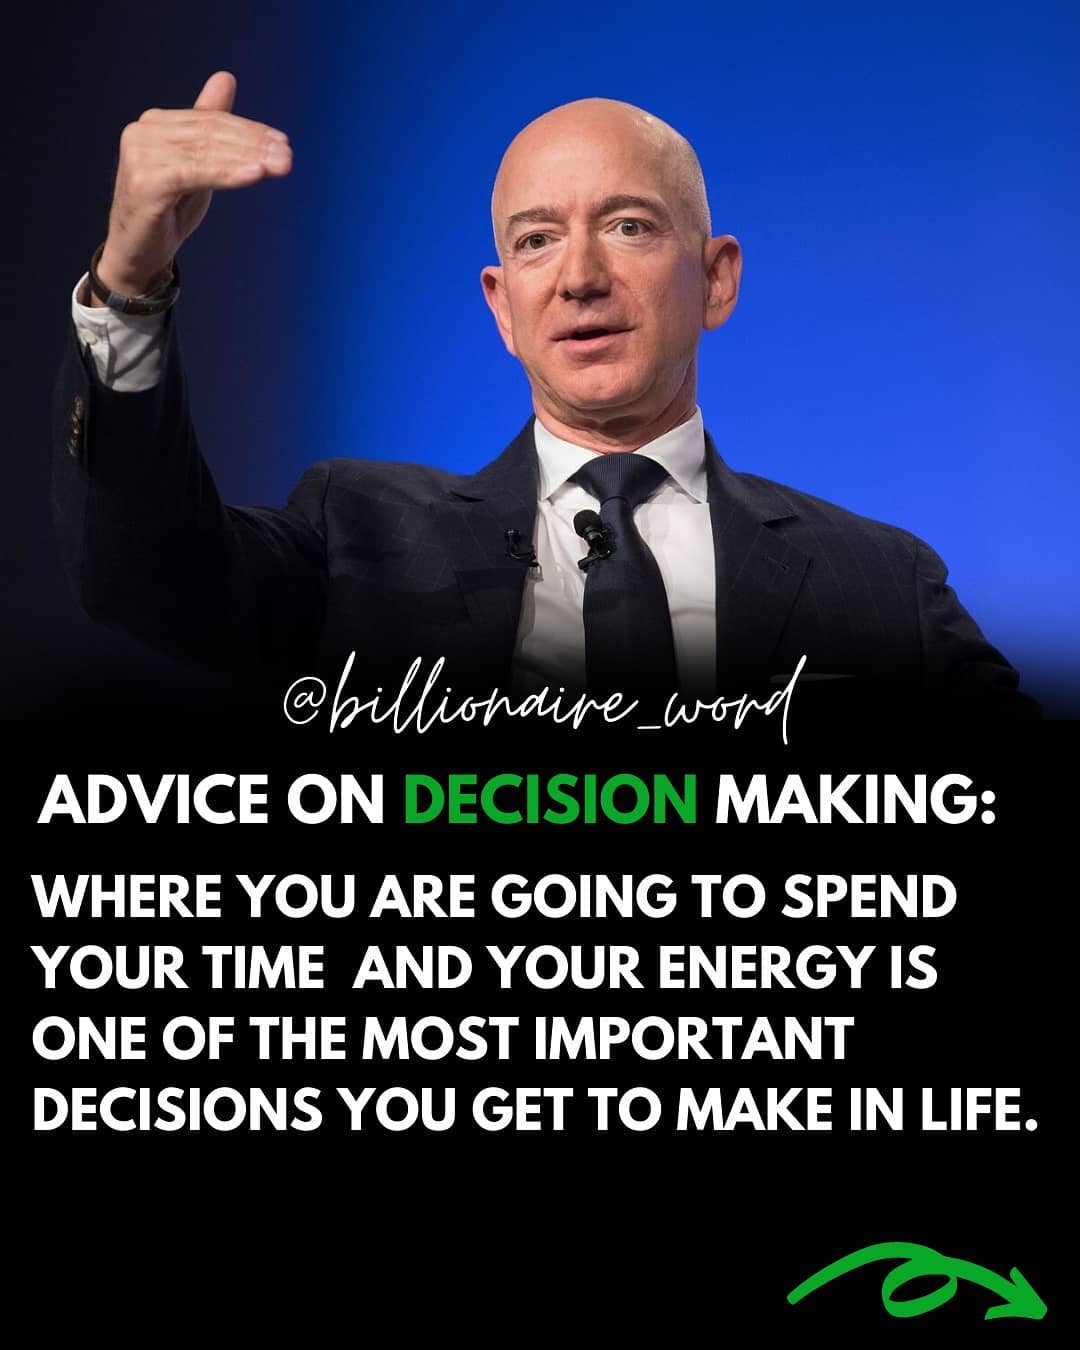 @billionaire_word
ADVICE ON DECISION MAKING:
WHERE YOU ARE GOING TO SPEND
YOUR TIME  AND YOUR ENERGY IS
ONE OF THE MOST IMPORTANT
DECISIONS YOU GET TO MAKE IN LIFE.